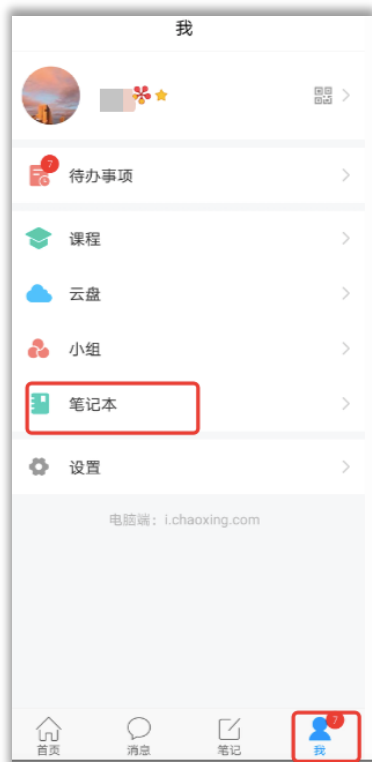 我
7
待办事项
课程
云盘
小组
笔记本
设置
电脑端：i.chaoxing.com
首页
消息
笔记
7
我